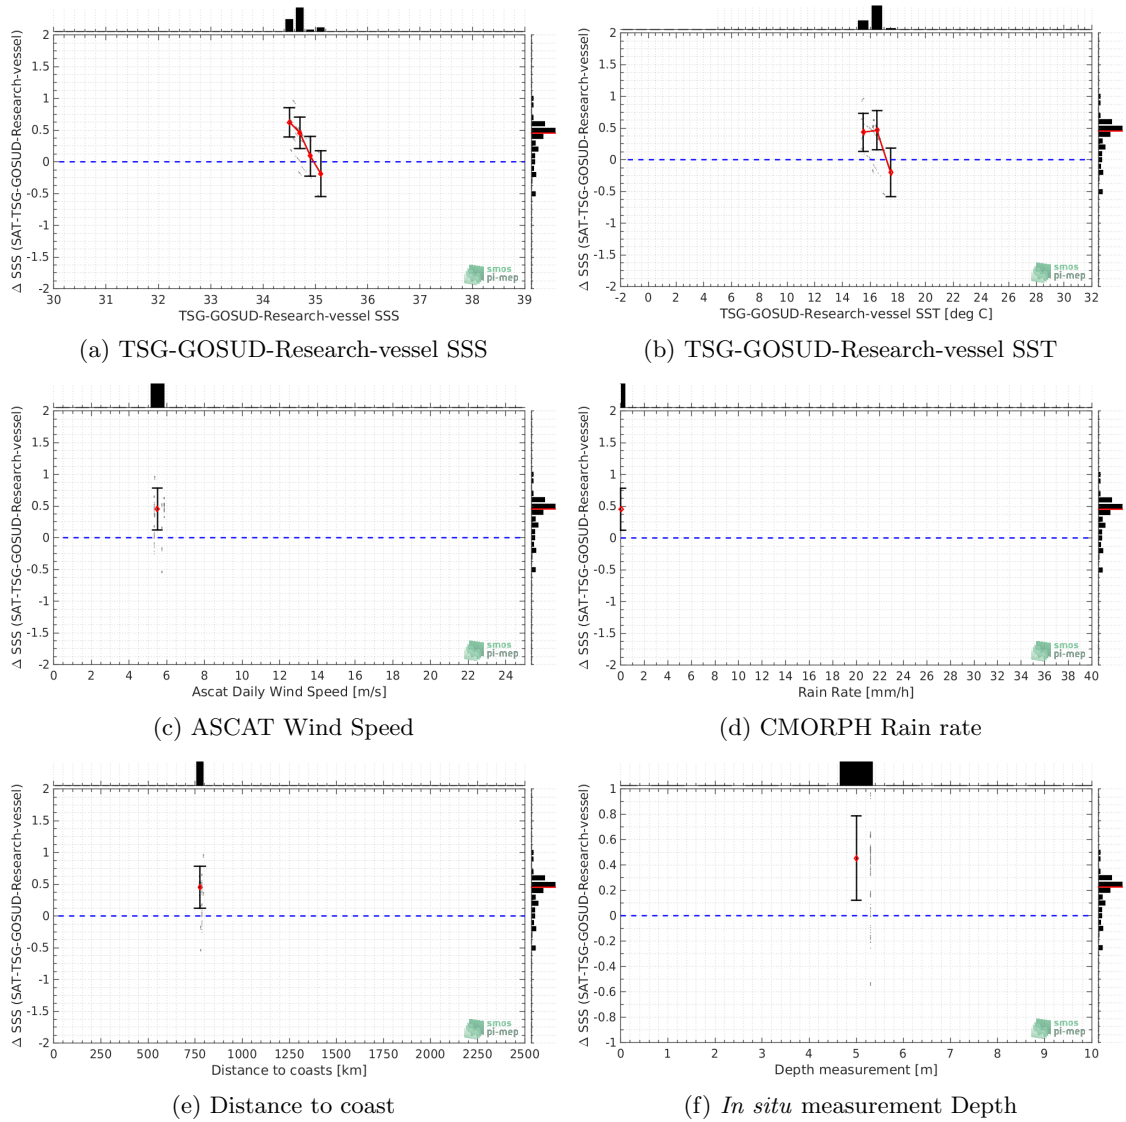 Δ SSS (SAT-TSG-GOSUD-Research-vessel)
2
1.5
1
0.5
0
-0.5
-1
-1.5
-2
30 31 32 33 34 35 36 37 38 39
TSG-GOSUD-Research-vessel SSS
smos
pi-mep
(a) TSG-GOSUD-Research-vessel SSS
Δ SSS (SAT-TSG-GOSUD-Research-vessel)
2
1.5
1
0.5
0
-0.5
-1
-1.5
-2
-2 0 2 4 6 8 10 12 14 16 18 20 22 24 26 28 30 32
TSG-GOSUD-Research-vessel SST [deg C]
smos
pi-mep
(b) TSG-GOSUD-Research-vessel SST
Δ SSS (SAT-TSG-GOSUD-Research-vessel)
2
1.5
1
0.5
0
-0.5
-1
-1.5
-2
0 2 4 6 8 10 12 14 16 18 20 22 24
Ascat Daily Wind Speed [m/s]
smos
pi-mep
(c) ASCAT Wind Speed
Δ SSS (SAT-TSG-GOSUD-Research-vessel)
2
1.5
1
0.5
0
-0.5
-1
-1.5
-2
0 2 4 6 8 10 12 14 16 18 20 22 24 26 28 30 32 34 36 38 40
Rain Rate [mm/h]
smos
pi-mep
(d) CMORPH Rain rate
Δ SSS (SAT-TSG-GOSUD-Research-vessel)
2
1.5
1
0.5
0
-0.5
-1
-1.5
-2
0 250 500 750 1000 1250 1500 1750 2000 2250 2500
Distance to coasts [km]
smos
pi-mep
(e) Distance to coast
Δ SSS (SAT-TSG-GOSUD-Research-vessel)
1
0.8
0.6
0.4
0.2
0
-0.2
-0.4
-0.6
-0.8
-1
0 1 2 3 4 5 6 7 8 9 10
Depth measurement [m]
smos
pi-mep
(f) In situ measurement Depth